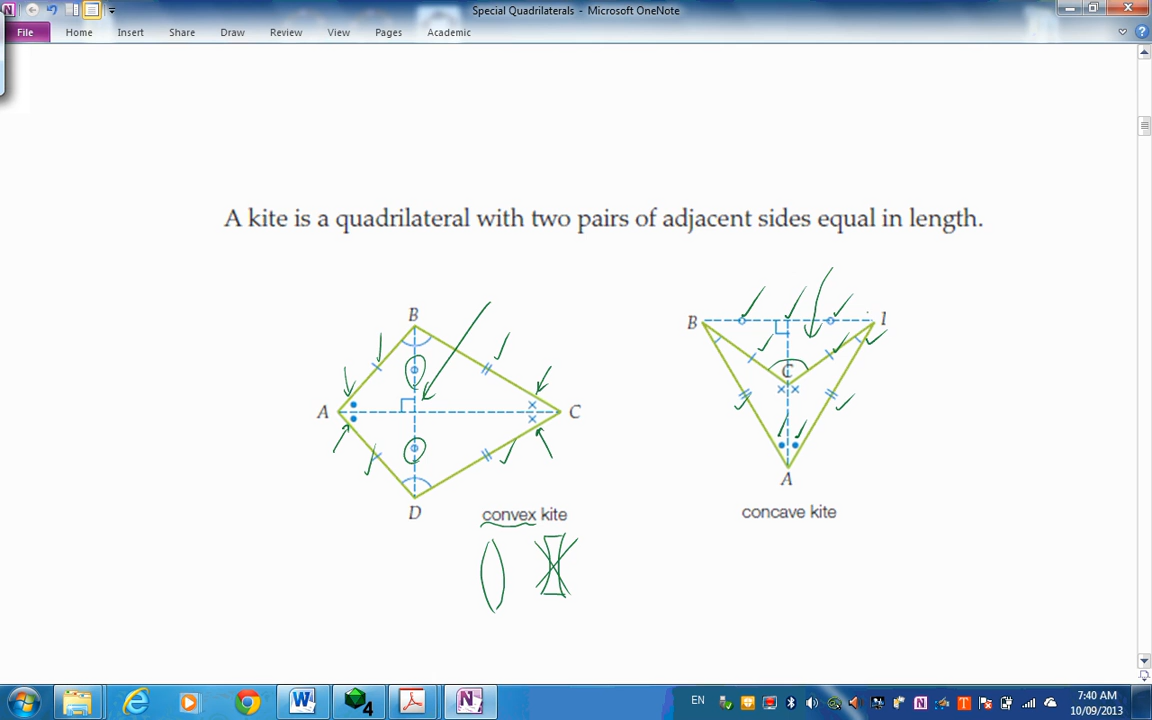 Special Quadrilaterals - Microsoft OneNote
File Home Insert Share Draw Review View Pages Academic
A kite is a quadrilateral with two pairs of adjacent sides equal in length.
B
A
C
D
convex kite
B
C
A
concave kite
4
EN
7:40 AM
10/09/2013